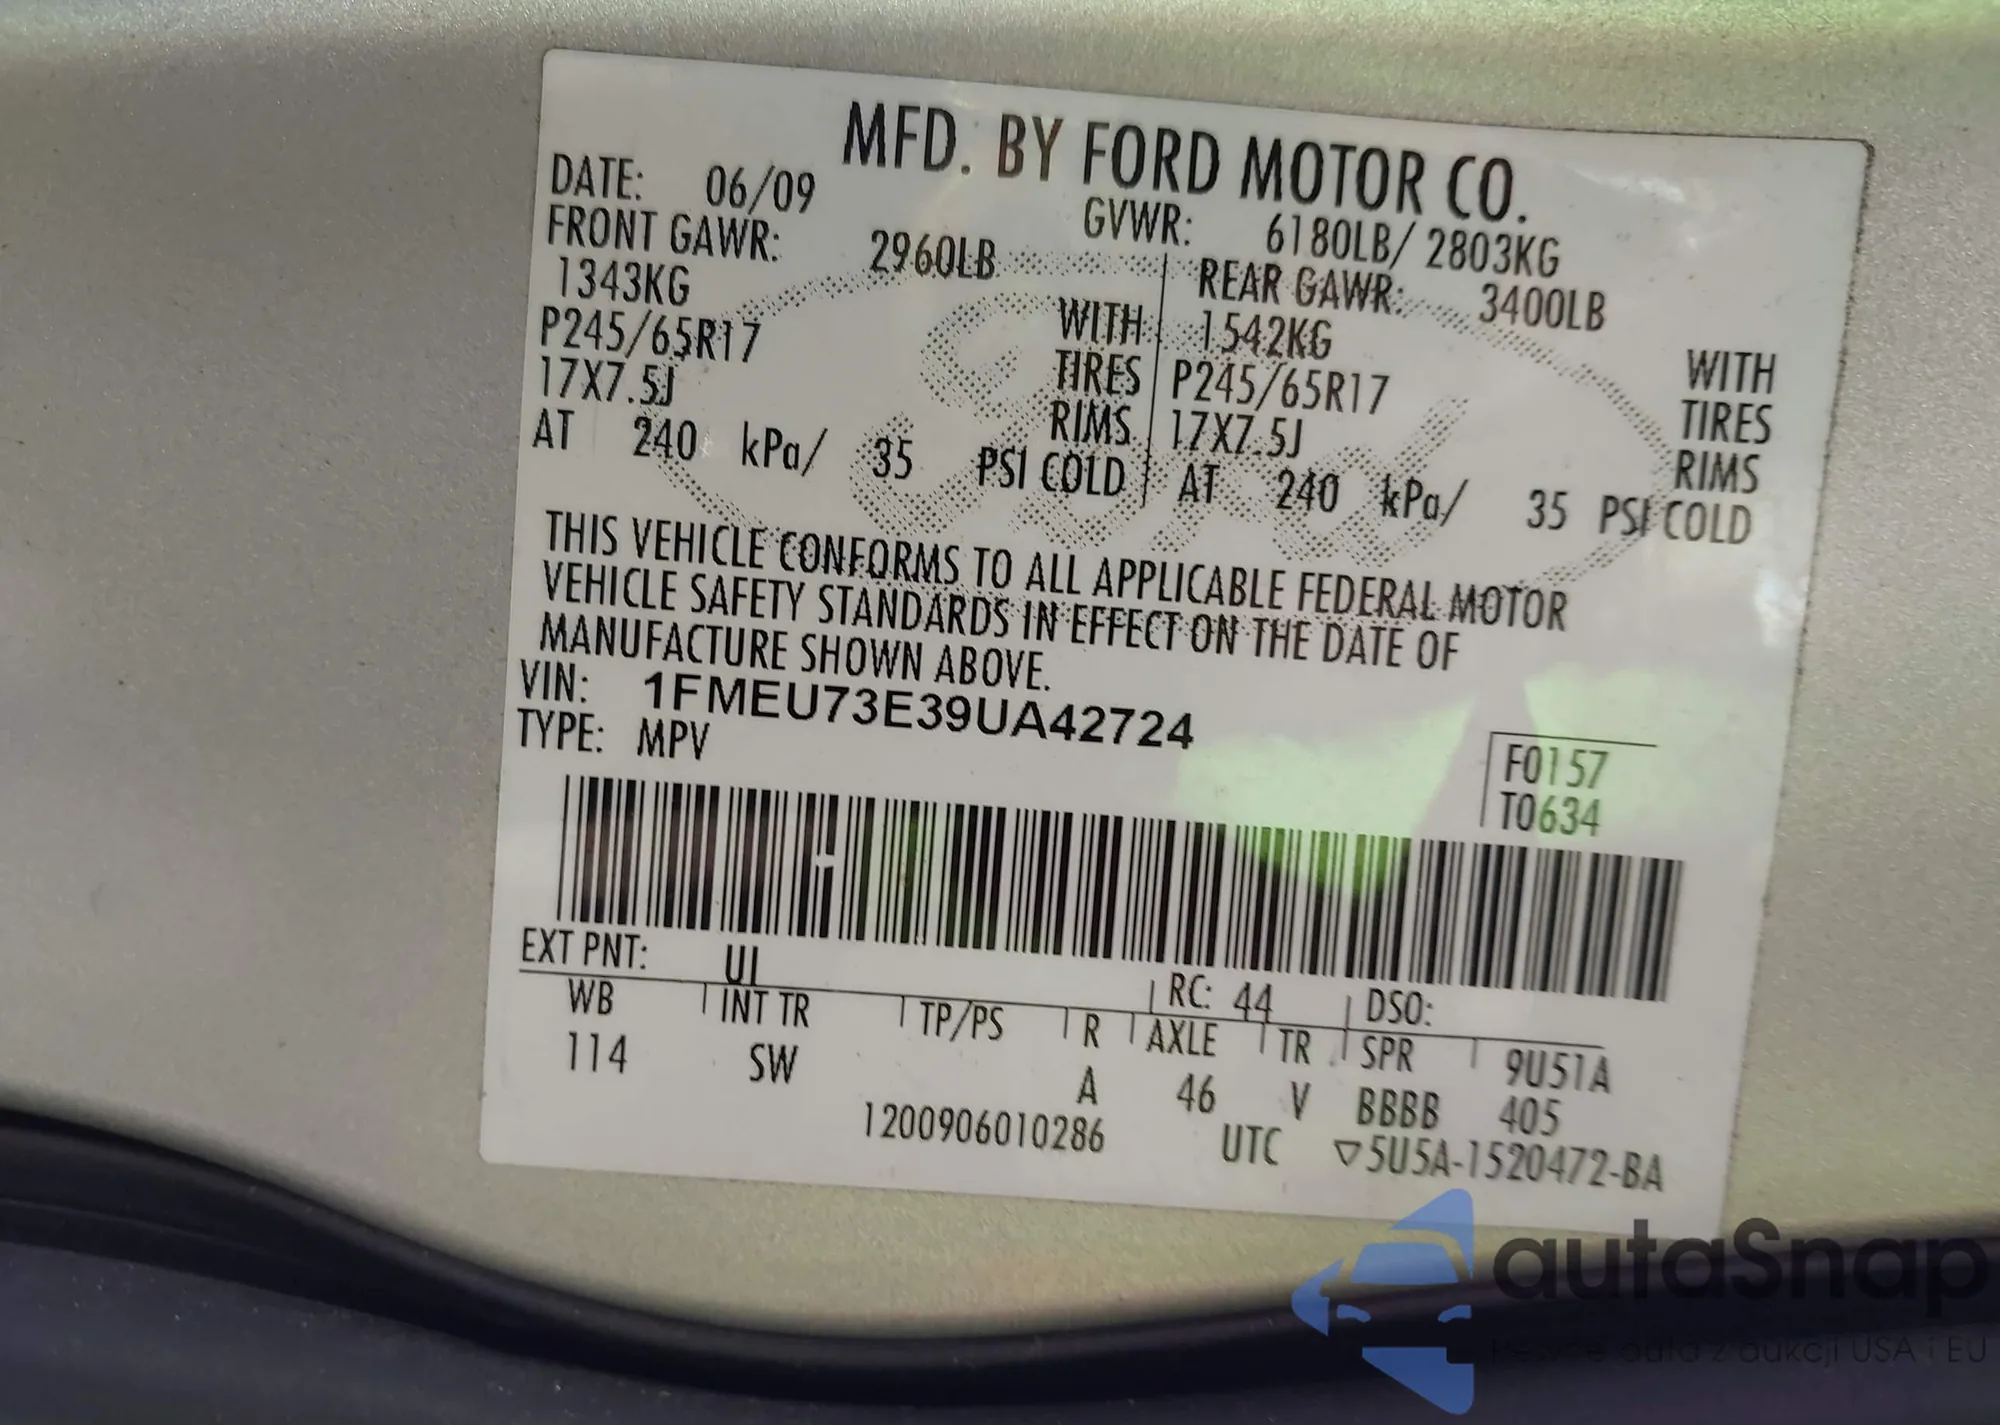 MFD. BY FORD MOTOR CO.
DATE: 06/09 GVWR: 6180LB/ 2803KG
FRONT GAWR: 2960LB REAR GAWR: 3400LB
1343KG WITH 1542KG WITH
P245/65R17 TIRES P245/65R17 TIRES
17X7.5J RIMS 17X7.5J RIMS
AT 240 kPa/ 35 PSI COLD AT 240 kPa/ 35 PSI COLD
THIS VEHICLE CONFORMS TO ALL APPLICABLE FEDERAL MOTOR
VEHICLE SAFETY STANDARDS IN EFFECT ON THE DATE OF
MANUFACTURE SHOWN ABOVE.
VIN: 1FMEU73E39UA42724
TYPE: MPV
F0157
T0634
EXT PNT: UI RC: 44 DSO:
WB INT TR TP/PS R AXLE TR SPR 9U51A
114 SW A 46 V BBBB 405
1200906010286 UTC ▽5U5A-1520472-BA
autaSnap
auta z aukcji USA i EU